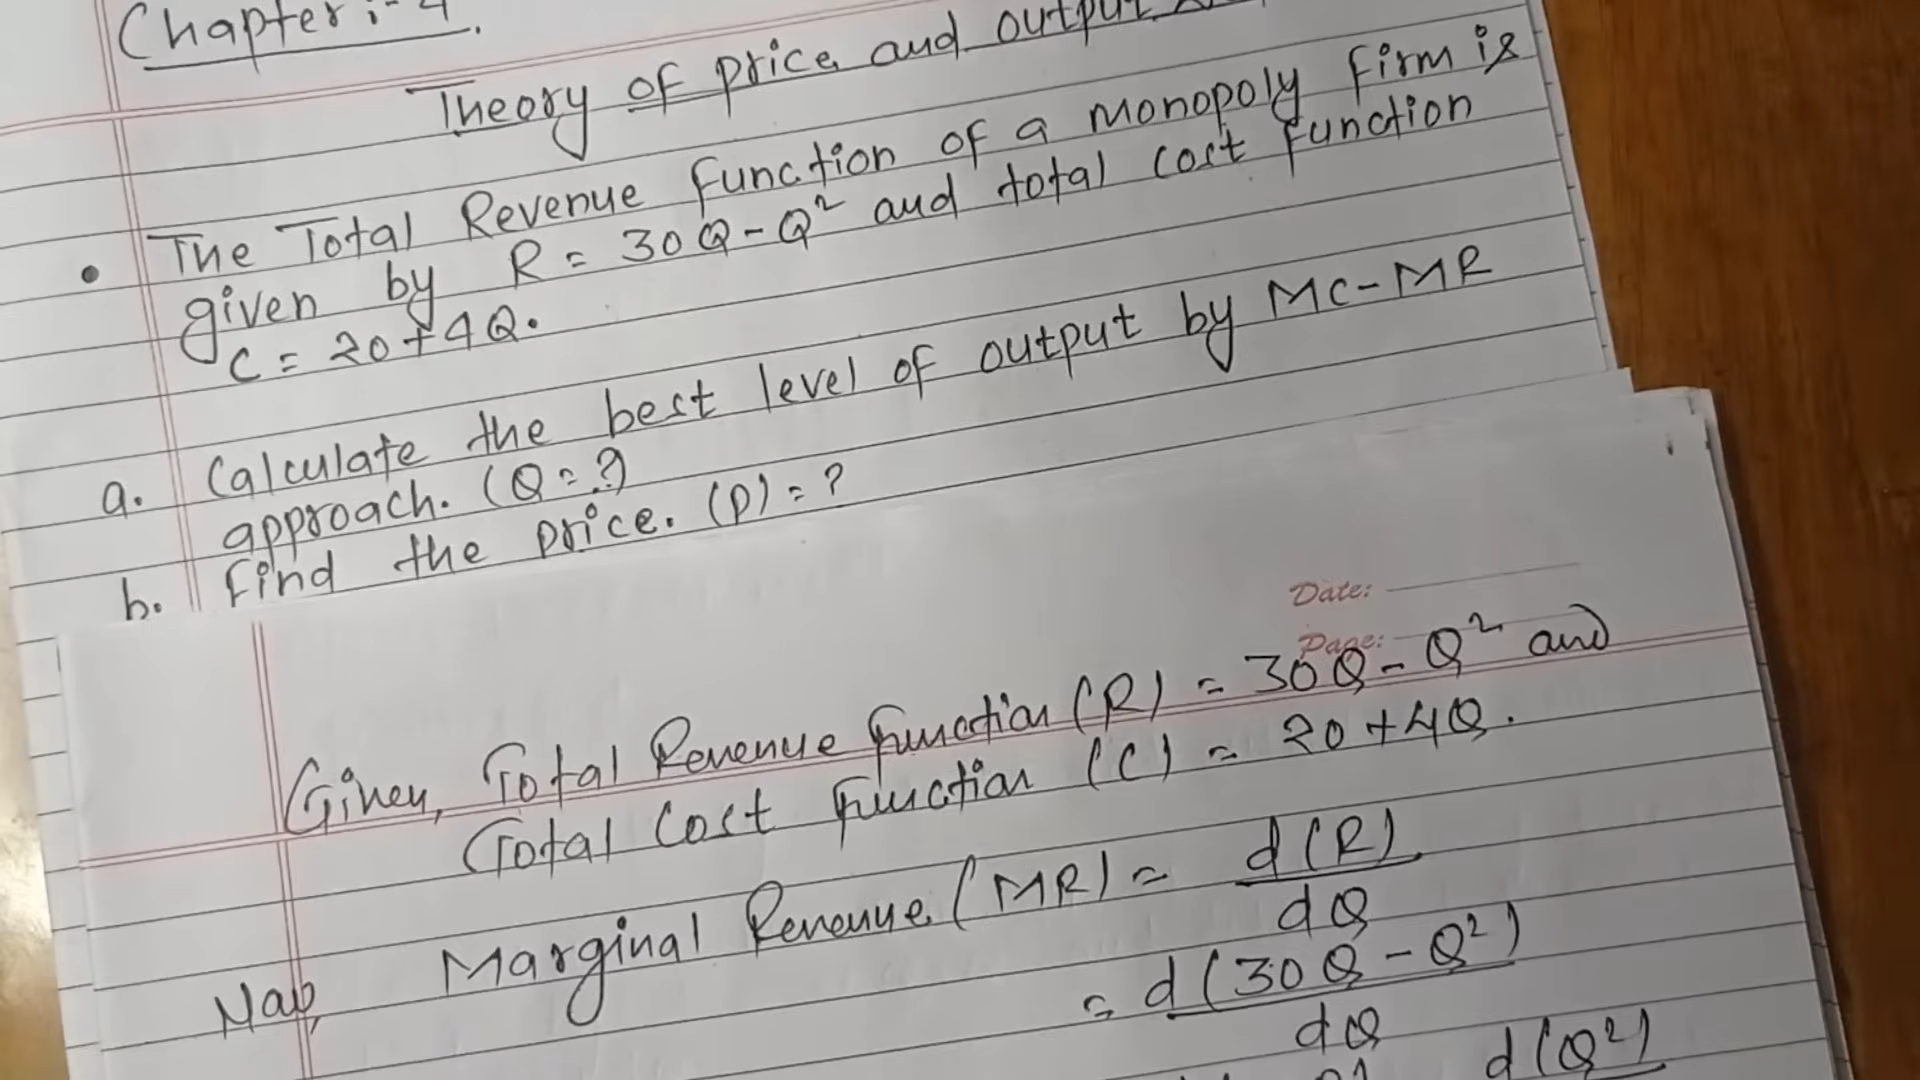 Chapter:- 4.
Theory of price and output
• The Total Revenue function of a monopoly firm is
given by R = 30Q - Q² and total cost function
C = 20 + 4Q.
a. Calculate the best level of output by MC-MR
approach. (Q = ?)
b. Find the price. (P) = ?
Date:
Page:
Given, Total Revenue function (R) = 30Q - Q² and
Total Cost function (C) = 20 + 4Q.
Now, Marginal Revenue (MR) = d(R)
dQ
= d(30Q - Q²)
dQ
d(Q²)